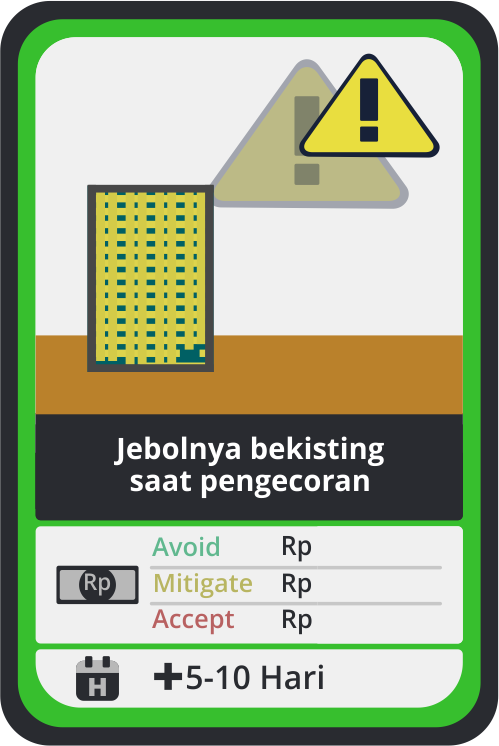 Jebolnya bekisting
saat pengecoran
Avoid Rp
Rp Mitigate Rp
Accept Rp
H +5-10 Hari